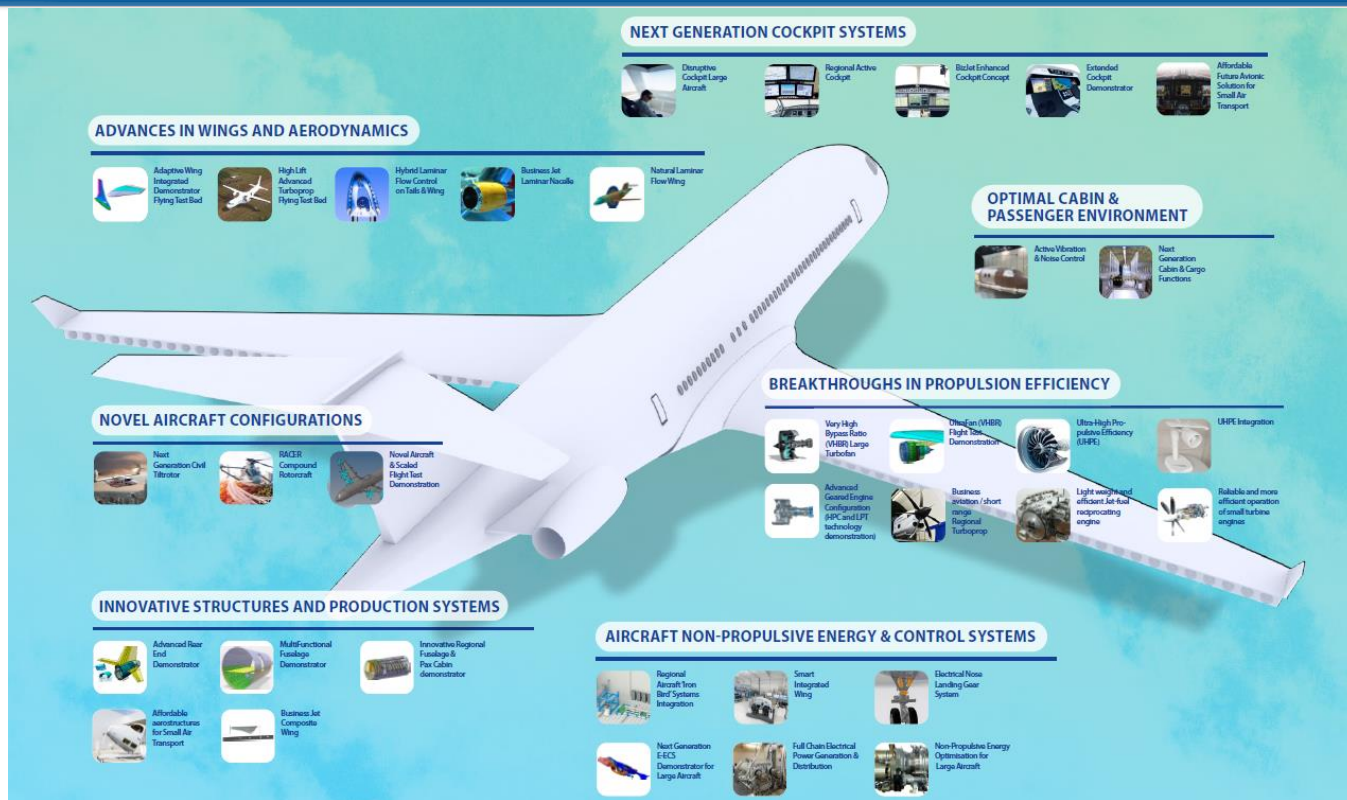 NEXT GENERATION COCKPIT SYSTEMS
Disruptive
Cockpit Large
Aircraft
Regional Active
Cockpit
BizJet Enhanced
Cockpit Concept
Extended
Cockpit
Demonstrator
Affordable
Future Avionic
Solution for
Small Air
Transport
ADVANCES IN WINGS AND AERODYNAMICS
Adaptive Wing
Integrated
Demonstrator
Flying Test Bed
High Lift
Advanced
Turboprop
Flying Test Bed
Hybrid Laminar
Flow Control
on Tails & Wing
Business Jet
Laminar Nacelle
Natural Laminar
Flow Wing
OPTIMAL CABIN &
PASSENGER ENVIRONMENT
Active Vibration
& Noise Control
Next
Generation
Cabin & Cargo
Functions
BREAKTHROUGHS IN PROPULSION EFFICIENCY
Very High
Bypass Ratio
(VHBR) Large
Turbofan
UltraFan (VHBR)
Flight Test
Demonstration
Ultra-High Pro-
pulsive Efficiency
(UHPE)
UHPE Integration
Advanced
Geared Engine
Configuration
(HPC and LPT
technology
demonstration)
Business
aviation / short
range
Regional
Turboprop
Light weight and
efficient Jet-fuel
reciprocating
engine
Reliable and more
efficient operation
of small turbine
engines
NOVEL AIRCRAFT CONFIGURATIONS
Next
Generation Civil
Tiltrotor
RACER
Compound
Rotorcraft
Novel Aircraft
& Scaled
Flight Test
Demonstration
INNOVATIVE STRUCTURES AND PRODUCTION SYSTEMS
Advanced Rear
End
Demonstrator
MultiFunctional
Fuselage
Demonstrator
Innovative Regional
Fuselage &
Pax Cabin
demonstrator
Affordable
aerostructures
for Small Air
Transport
Business Jet
Composite
Wing
AIRCRAFT NON-PROPULSIVE ENERGY & CONTROL SYSTEMS
Regional
Aircraft 'Iron
Bird' Systems
Integration
Smart
Integrated
Wing
Electrical Nose
Landing Gear
System
Next Generation
E-ECS
Demonstrator for
Large Aircraft
Full Chain Electrical
Power Generation &
Distribution
Non-Propulsive Energy
Optimisation for
Large Aircraft